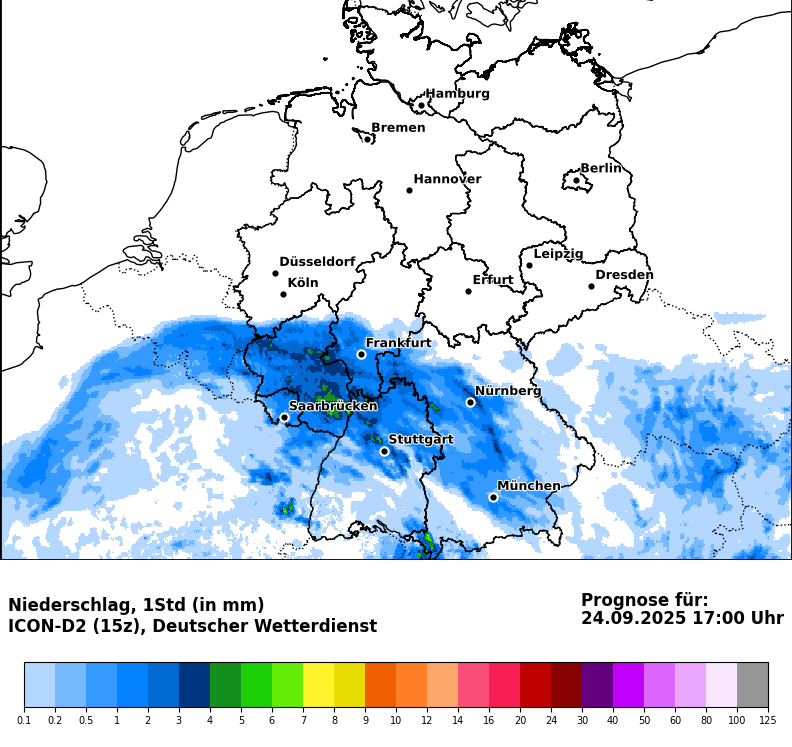 Hamburg
Bremen
Berlin
Hannover
Leipzig
Düsseldorf
Dresden
Köln
Erfurt
Frankfurt
Nürnberg
Saarbrücken
Stuttgart
München
Niederschlag, 1Std (in mm)
ICON-D2 (15z), Deutscher Wetterdienst
Prognose für:
24.09.2025 17:00 Uhr
0.1 0.2 0.5 1 2 3 4 5 6 7 8 9 10 12 14 16 20 24 30 40 50 60 80 100 125